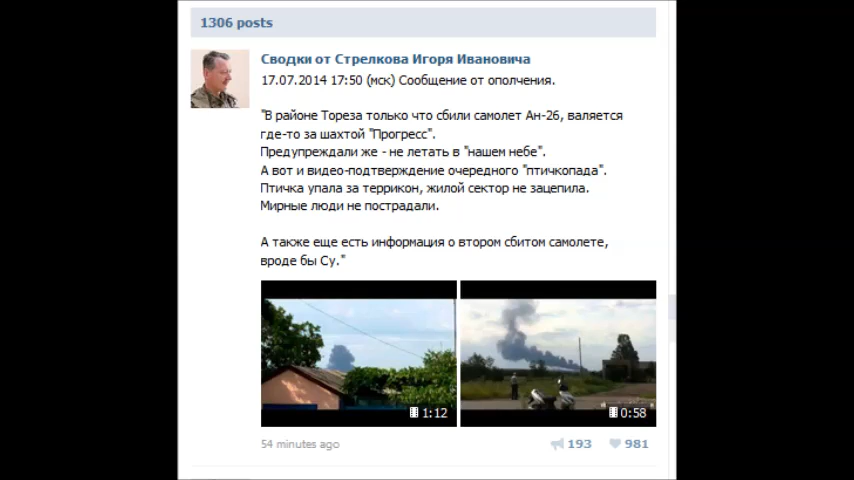 1306 posts
Сводки от Стрелкова Игоря Ивановича
17.07.2014 17:50 (мск) Сообщение от ополчения.
"В районе Тореза только что сбили самолет Ан-26, валяется
где-то за шахтой "Прогресс".
Предупреждали же - не летать в "нашем небе".
А вот и видео-подтверждение очередного "птичкопада".
Птичка упала за террикон, жилой сектор не зацепила.
Мирные люди не пострадали.
А также еще есть информация о втором сбитом самолете,
вроде бы Су."
1:12
0:58
54 minutes ago
193
981